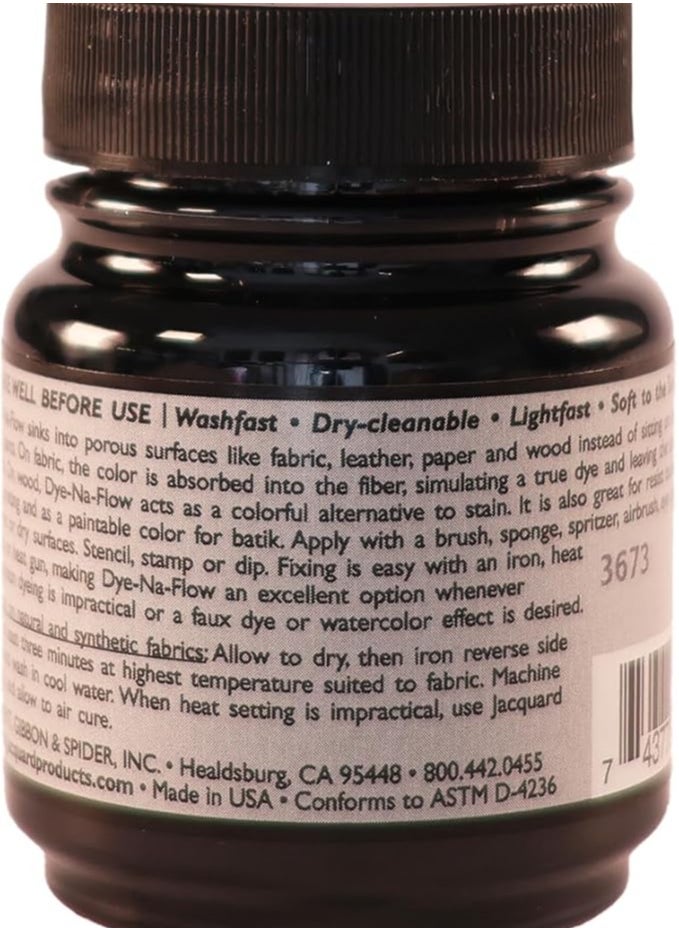 WELL BEFORE USE | Washfast • Dry-cleanable • Lightfast • Soft to the
sinks into porous surfaces like fabric, leather, paper and wood instead of sitting
On fabric, the color is absorbed into the fiber, simulating a true dye and leaving
On wood, Dye-Na-Flow acts as a colorful alternative to stain. It is also great for
and as a paintable color for batik. Apply with a brush, sponge, spritzer, airbrush,
or dry surfaces. Stencil, stamp or dip. Fixing is easy with an iron, heat
heat gun, making Dye-Na-Flow an excellent option whenever
dyeing is impractical or a faux dye or watercolor effect is desired.
3673
natural and synthetic fabrics: Allow to dry, then iron reverse side
three minutes at highest temperature suited to fabric. Machine
wash in cool water. When heat setting is impractical, use Jacquard
allow to air cure.
GIBBON & SPIDER, INC. • Healdsburg, CA 95448 • 800.442.0455
jacquardproducts.com • Made in USA • Conforms to ASTM D-4236
7 437